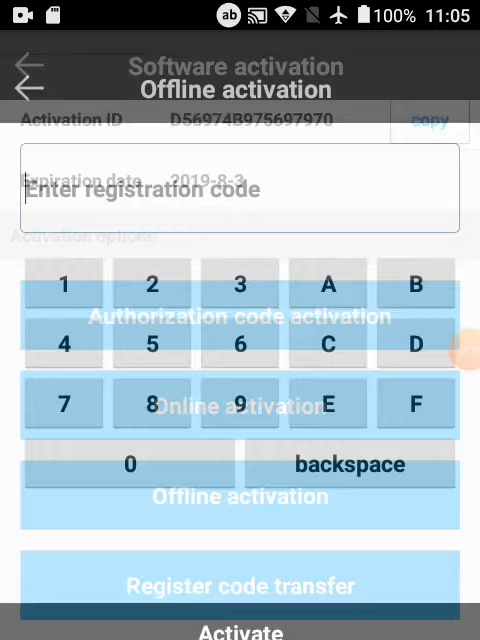 ab 100% 11:05
Software activation
Offline activation
Activation ID D56974B975697970 copy
Expiration date 2019-8-3
Enter registration code
Activation options
1 2 3 A B
Authorization code activation
4 5 6 C D
7 8 9 E F
Online activation
0 backspace
Offline activation
Register code transfer
Activate